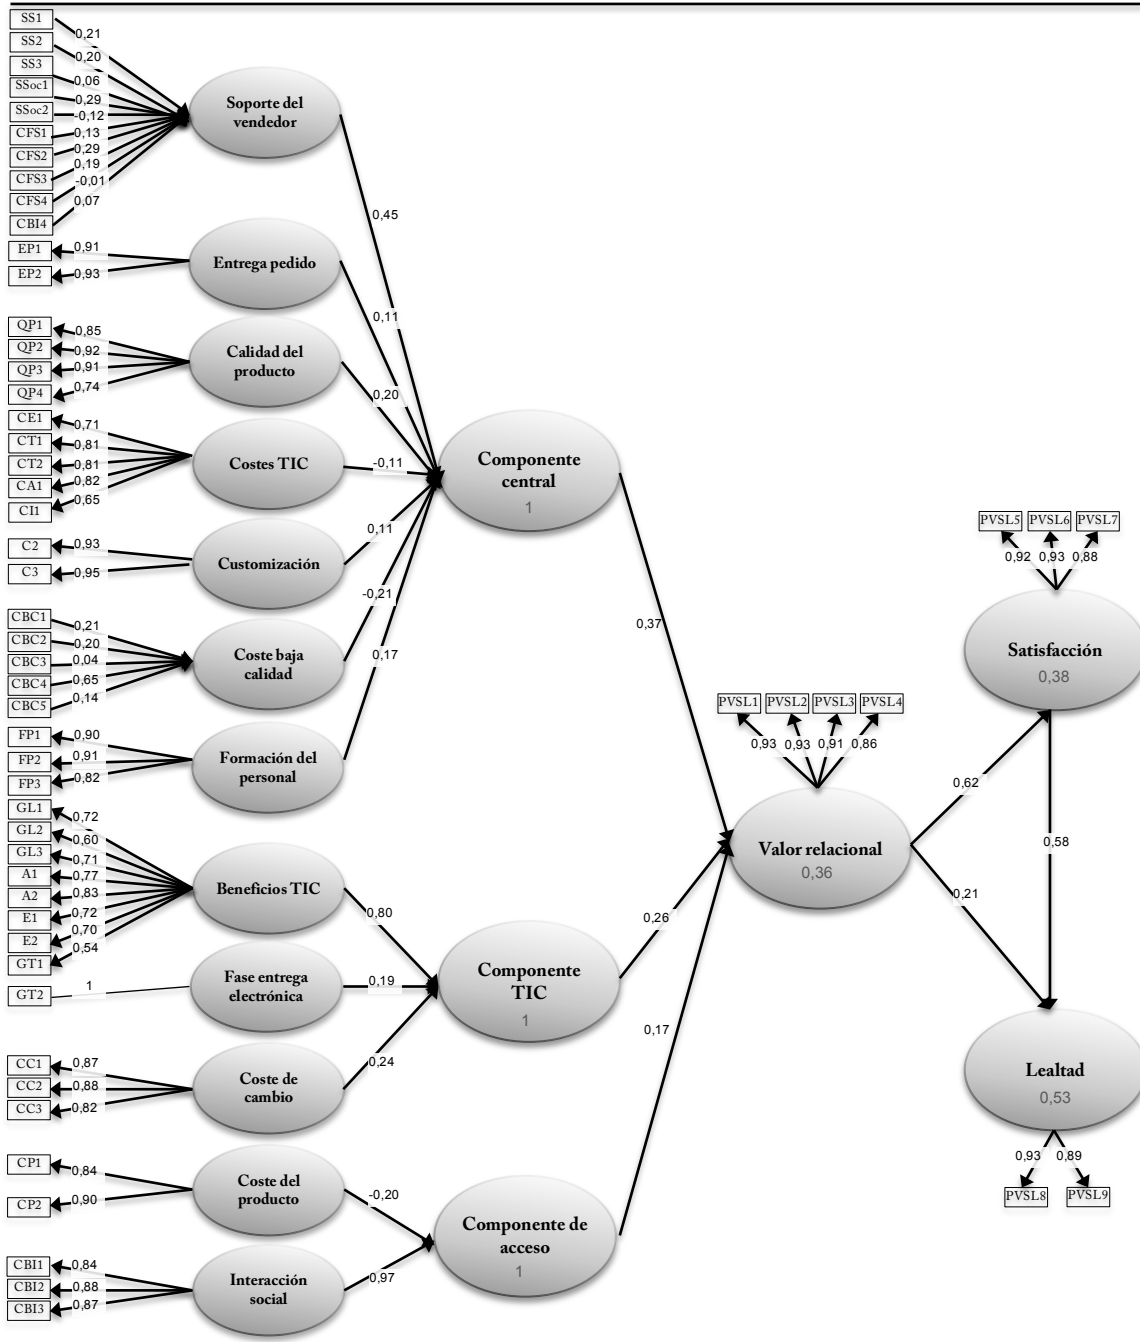 SS1
0,21
SS2
0,20
SS3
0,06
SSoc1
0,29
SSoc2
-0,12
CFS1
0,13
CFS2
0,29
CFS3
0,19
-0,01
CFS4
0,07
CBI4
Soporte del
vendedor
0,45
EP1
0,91
EP2
0,93
Entrega pedido
0,11
QP1
0,85
QP2
0,92
QP3
0,91
QP4
0,74
Calidad del
producto
0,20
CE1
0,71
CT1
0,81
CT2
0,81
CA1
0,82
CI1
0,65
Costes TIC
-0,11
Componente
central
1
C2
0,93
C3
0,95
Customización
0,11
CBC1
0,21
CBC2
0,20
CBC3
0,04
CBC4
0,65
CBC5
0,14
Coste baja
calidad
-0,21
FP1
0,90
FP2
0,91
FP3
0,82
Formación del
personal
0,17
0,37
PVSL5
PVSL6
PVSL7
0,92
0,93
0,88
Satisfacción
0,38
PVSL1
PVSL2
PVSL3
PVSL4
0,93
0,93
0,91
0,86
Valor relacional
0,36
0,62
0,58
0,21
GL1
0,72
GL2
0,60
GL3
0,71
A1
0,77
A2
0,83
E1
0,72
E2
0,70
GT1
0,54
Beneficios TIC
0,80
GT2
1
Fase entrega
electrónica
0,19
Componente
TIC
1
0,26
CC1
0,87
CC2
0,88
CC3
0,82
Coste de
cambio
0,24
0,17
Lealtad
0,53
0,93
0,89
PVSL8
PVSL9
CP1
0,84
CP2
0,90
Coste del
producto
-0,20
Componente de
acceso
1
CBI1
0,84
CBI2
0,88
CBI3
0,87
Interacción
social
0,97